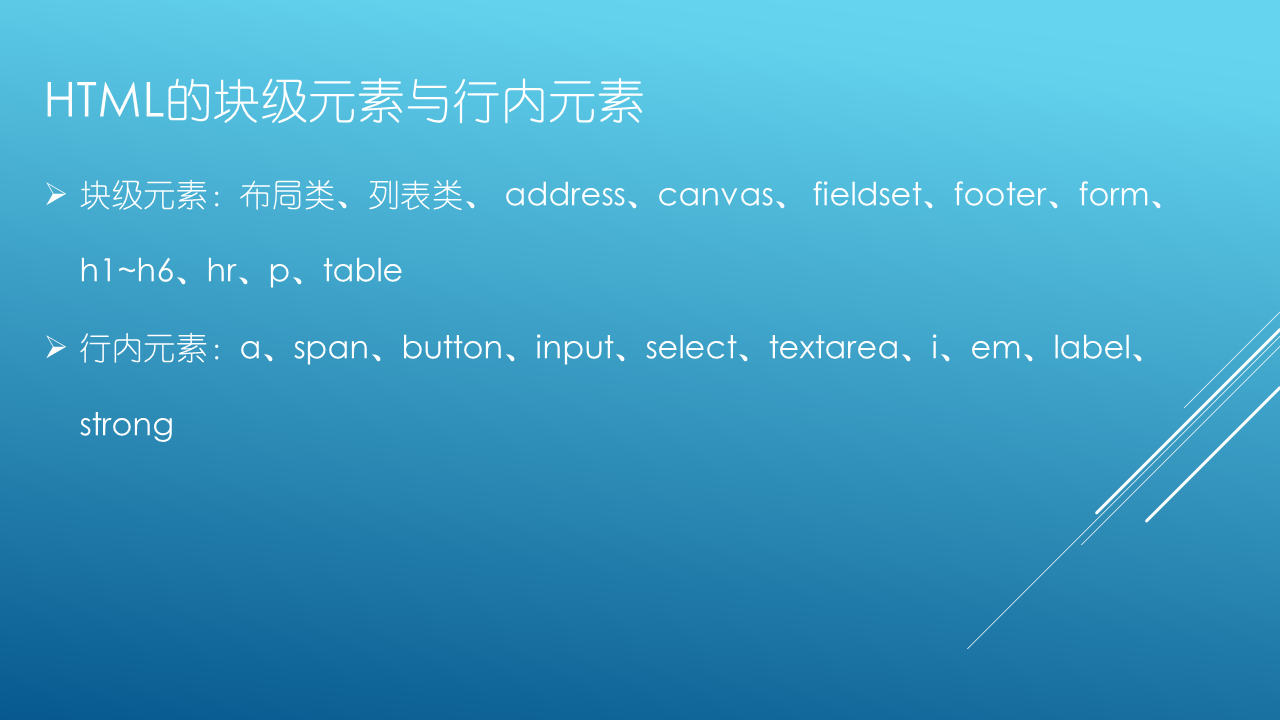 HTML的块级元素与行内元素
块级元素：布局类、列表类、 address、canvas、 fieldset、footer、form、
h1~h6、hr、p、table
行内元素：a、span、button、input、select、textarea、i、em、label、
strong